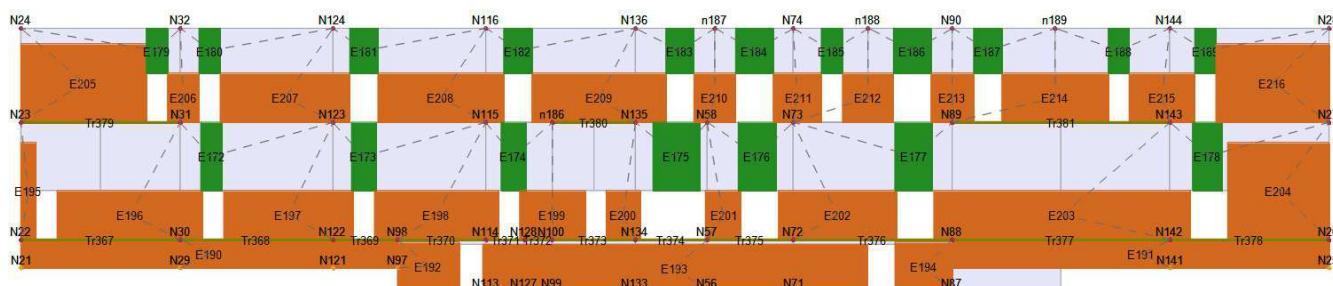 N24 N32 N124 N116 N136 n187 N74 n188 N90 n189 N144
E179 E180 E181 E182 E183 E184 E185 E186 E187 E188 E189
E205 E206 E207 E208 E209 E210 E211 E212 E213 E214 E215 E216
N23 N31 N123 N115 n186 N135 N58 N73 N89 N143
Tr379 Tr380 Tr381
E172 E173 E174 E175 E176 E177 E178
E195 E196 E197 E198 E199 E200 E201 E202 E203 E204
N22 N30 N122 N98 N114 N128 N100 N134 N57 N72 N88 N142
Tr367 Tr368 Tr369 Tr370 Tr371 Tr372 Tr373 Tr374 Tr375 Tr376 Tr377 Tr378
E190 E191
N21 N29 N121 N97 E192 E193 E194 N141
N113 N127 N99 N133 N56 N71 N87